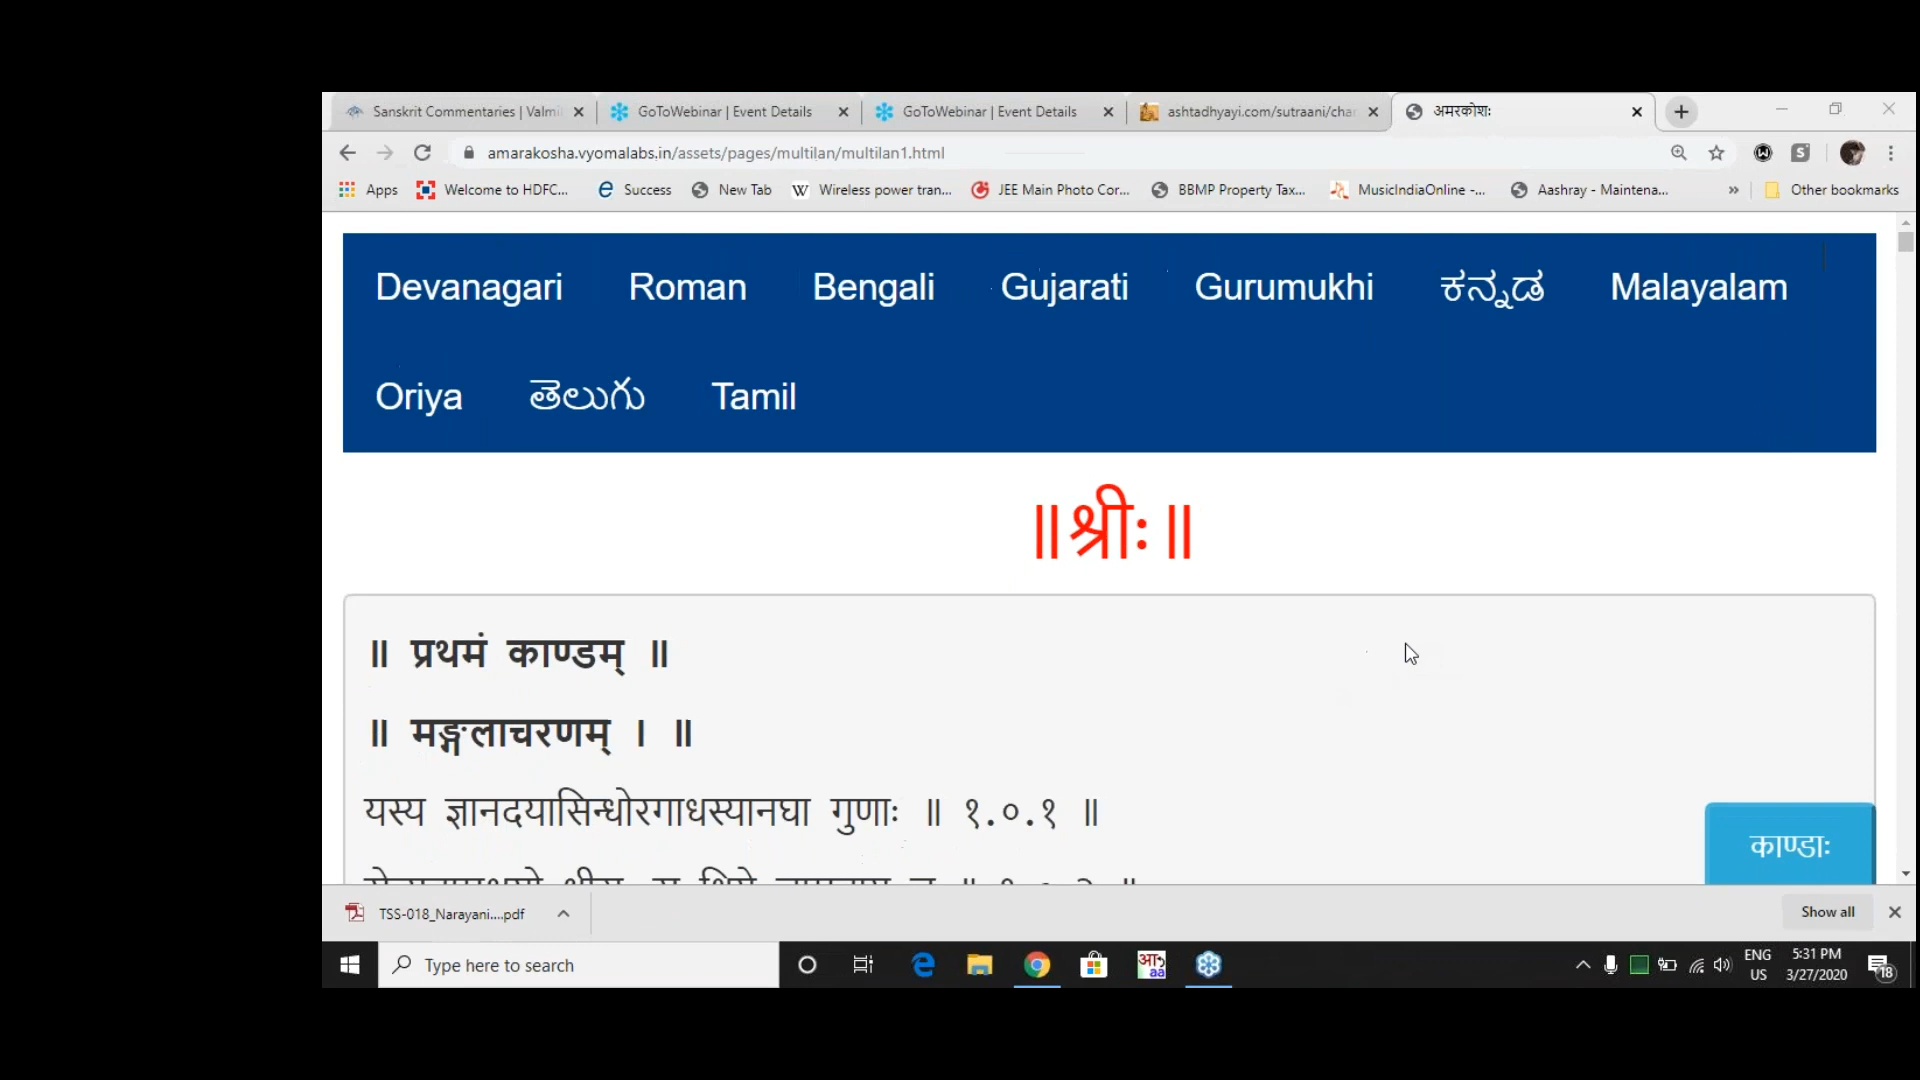 Sanskrit Commentaries | Valmi
GoToWebinar | Event Details
GoToWebinar | Event Details
ashtadhyayi.com/sutraani/cha
अमरकोशः
amarakosha.vyomalabs.in/assets/pages/multilan/multilan1.html
Apps
Welcome to HDFC...
Success
New Tab
Wireless power tran...
JEE Main Photo Cor...
BBMP Property Tax...
MusicIndiaOnline -...
Aashray - Maintena...
»
Other bookmarks
Devanagari Roman Bengali Gujarati Gurumukhi ಕನ್ನಡ Malayalam
Oriya తెలుగు Tamil
॥श्रीः॥
॥ प्रथमं काण्डम् ॥
॥ मङ्गलाचरणम् । ॥
यस्य ज्ञानदयासिन्धोरगाधस्यानघा गुणाः ॥ १.०.१ ॥
काण्डाः
TSS-018_Narayani....pdf
Show all
Type here to search
ENG
US
5:31 PM
3/27/2020
18